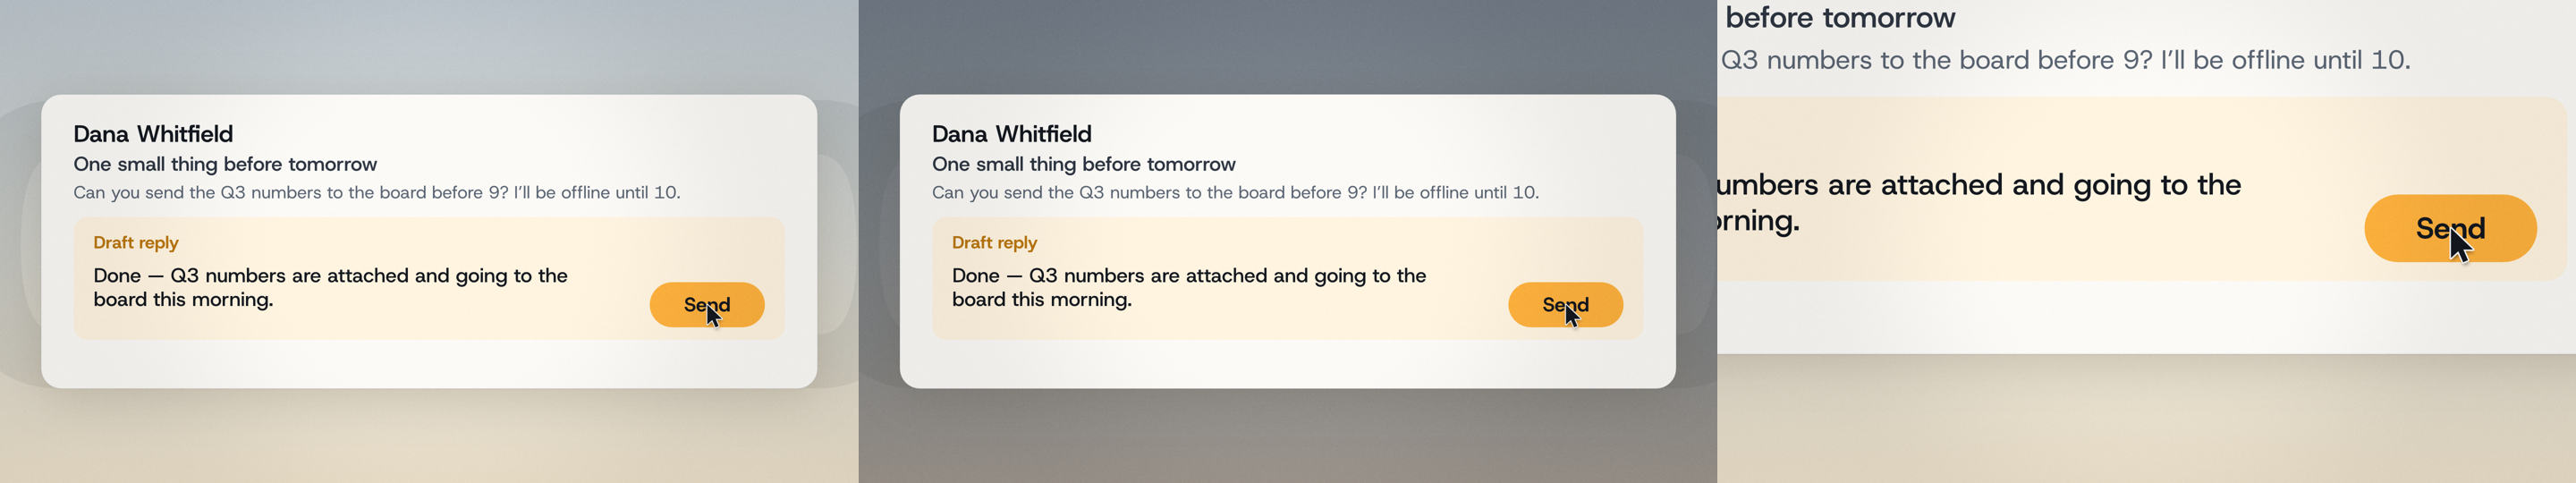 Dana Whitfield
One small thing before tomorrow
Can you send the Q3 numbers to the board before 9? I’ll be offline until 10.
Draft reply
Done — Q3 numbers are attached and going to the
board this morning.
Send
Dana Whitfield
One small thing before tomorrow
Can you send the Q3 numbers to the board before 9? I’ll be offline until 10.
Draft reply
Done — Q3 numbers are attached and going to the
board this morning.
Send
before tomorrow
Q3 numbers to the board before 9? I’ll be offline until 10.
umbers are attached and going to the
orning.
Send